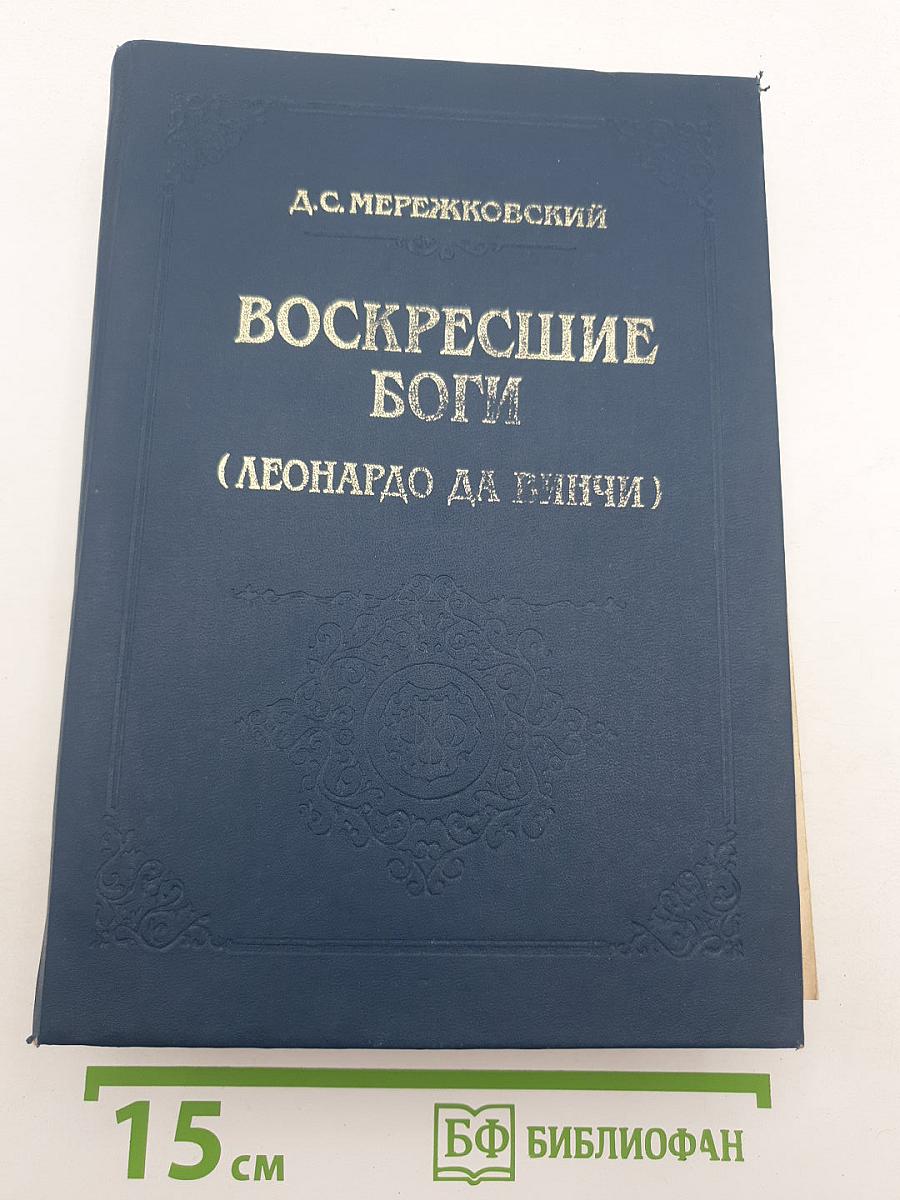 Д.С. МЕРЕЖКОВСКИЙ
ВОСКРЕСШИЕ
БОГИ
(ЛЕОНАРДО ДА ВИНЧИ)
15 см
БФ БИБЛИОФАН